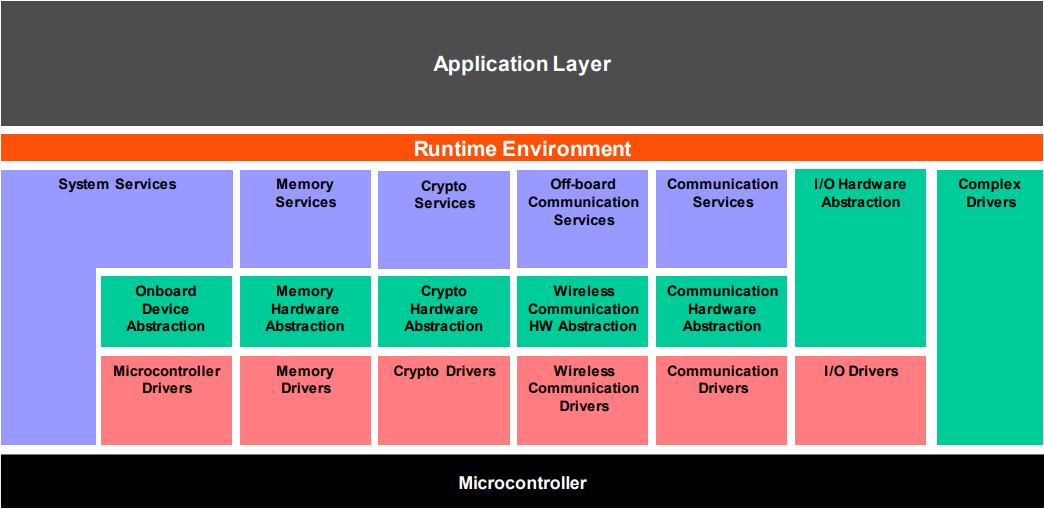 Application Layer
Runtime Environment
System Services
Memory
Services
Crypto
Services
Off-board
Communication
Services
Communication
Services
I/O Hardware
Abstraction
Complex
Drivers
Onboard
Device
Abstraction
Memory
Hardware
Abstraction
Crypto
Hardware
Abstraction
Wireless
Communication
HW Abstraction
Communication
Hardware
Abstraction
Microcontroller
Drivers
Memory
Drivers
Crypto Drivers
Wireless
Communication
Drivers
Communication
Drivers
I/O Drivers
Microcontroller